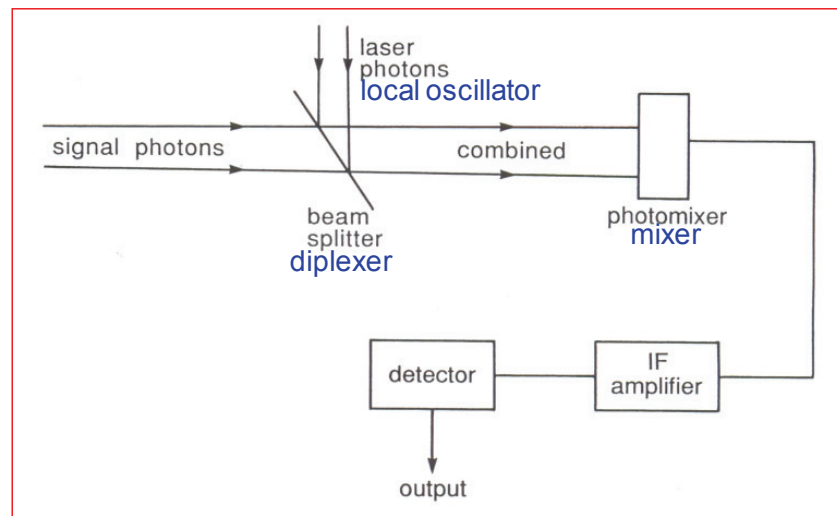 laser
photons
local oscillator
signal photons
combined
beam
splitter
diplexer
photomixer
mixer
detector
IF
amplifier
output